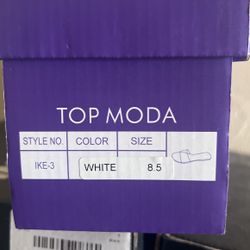 TOP MODA
STYLE NO. COLOR SIZE
IKE-3 WHITE 8.5